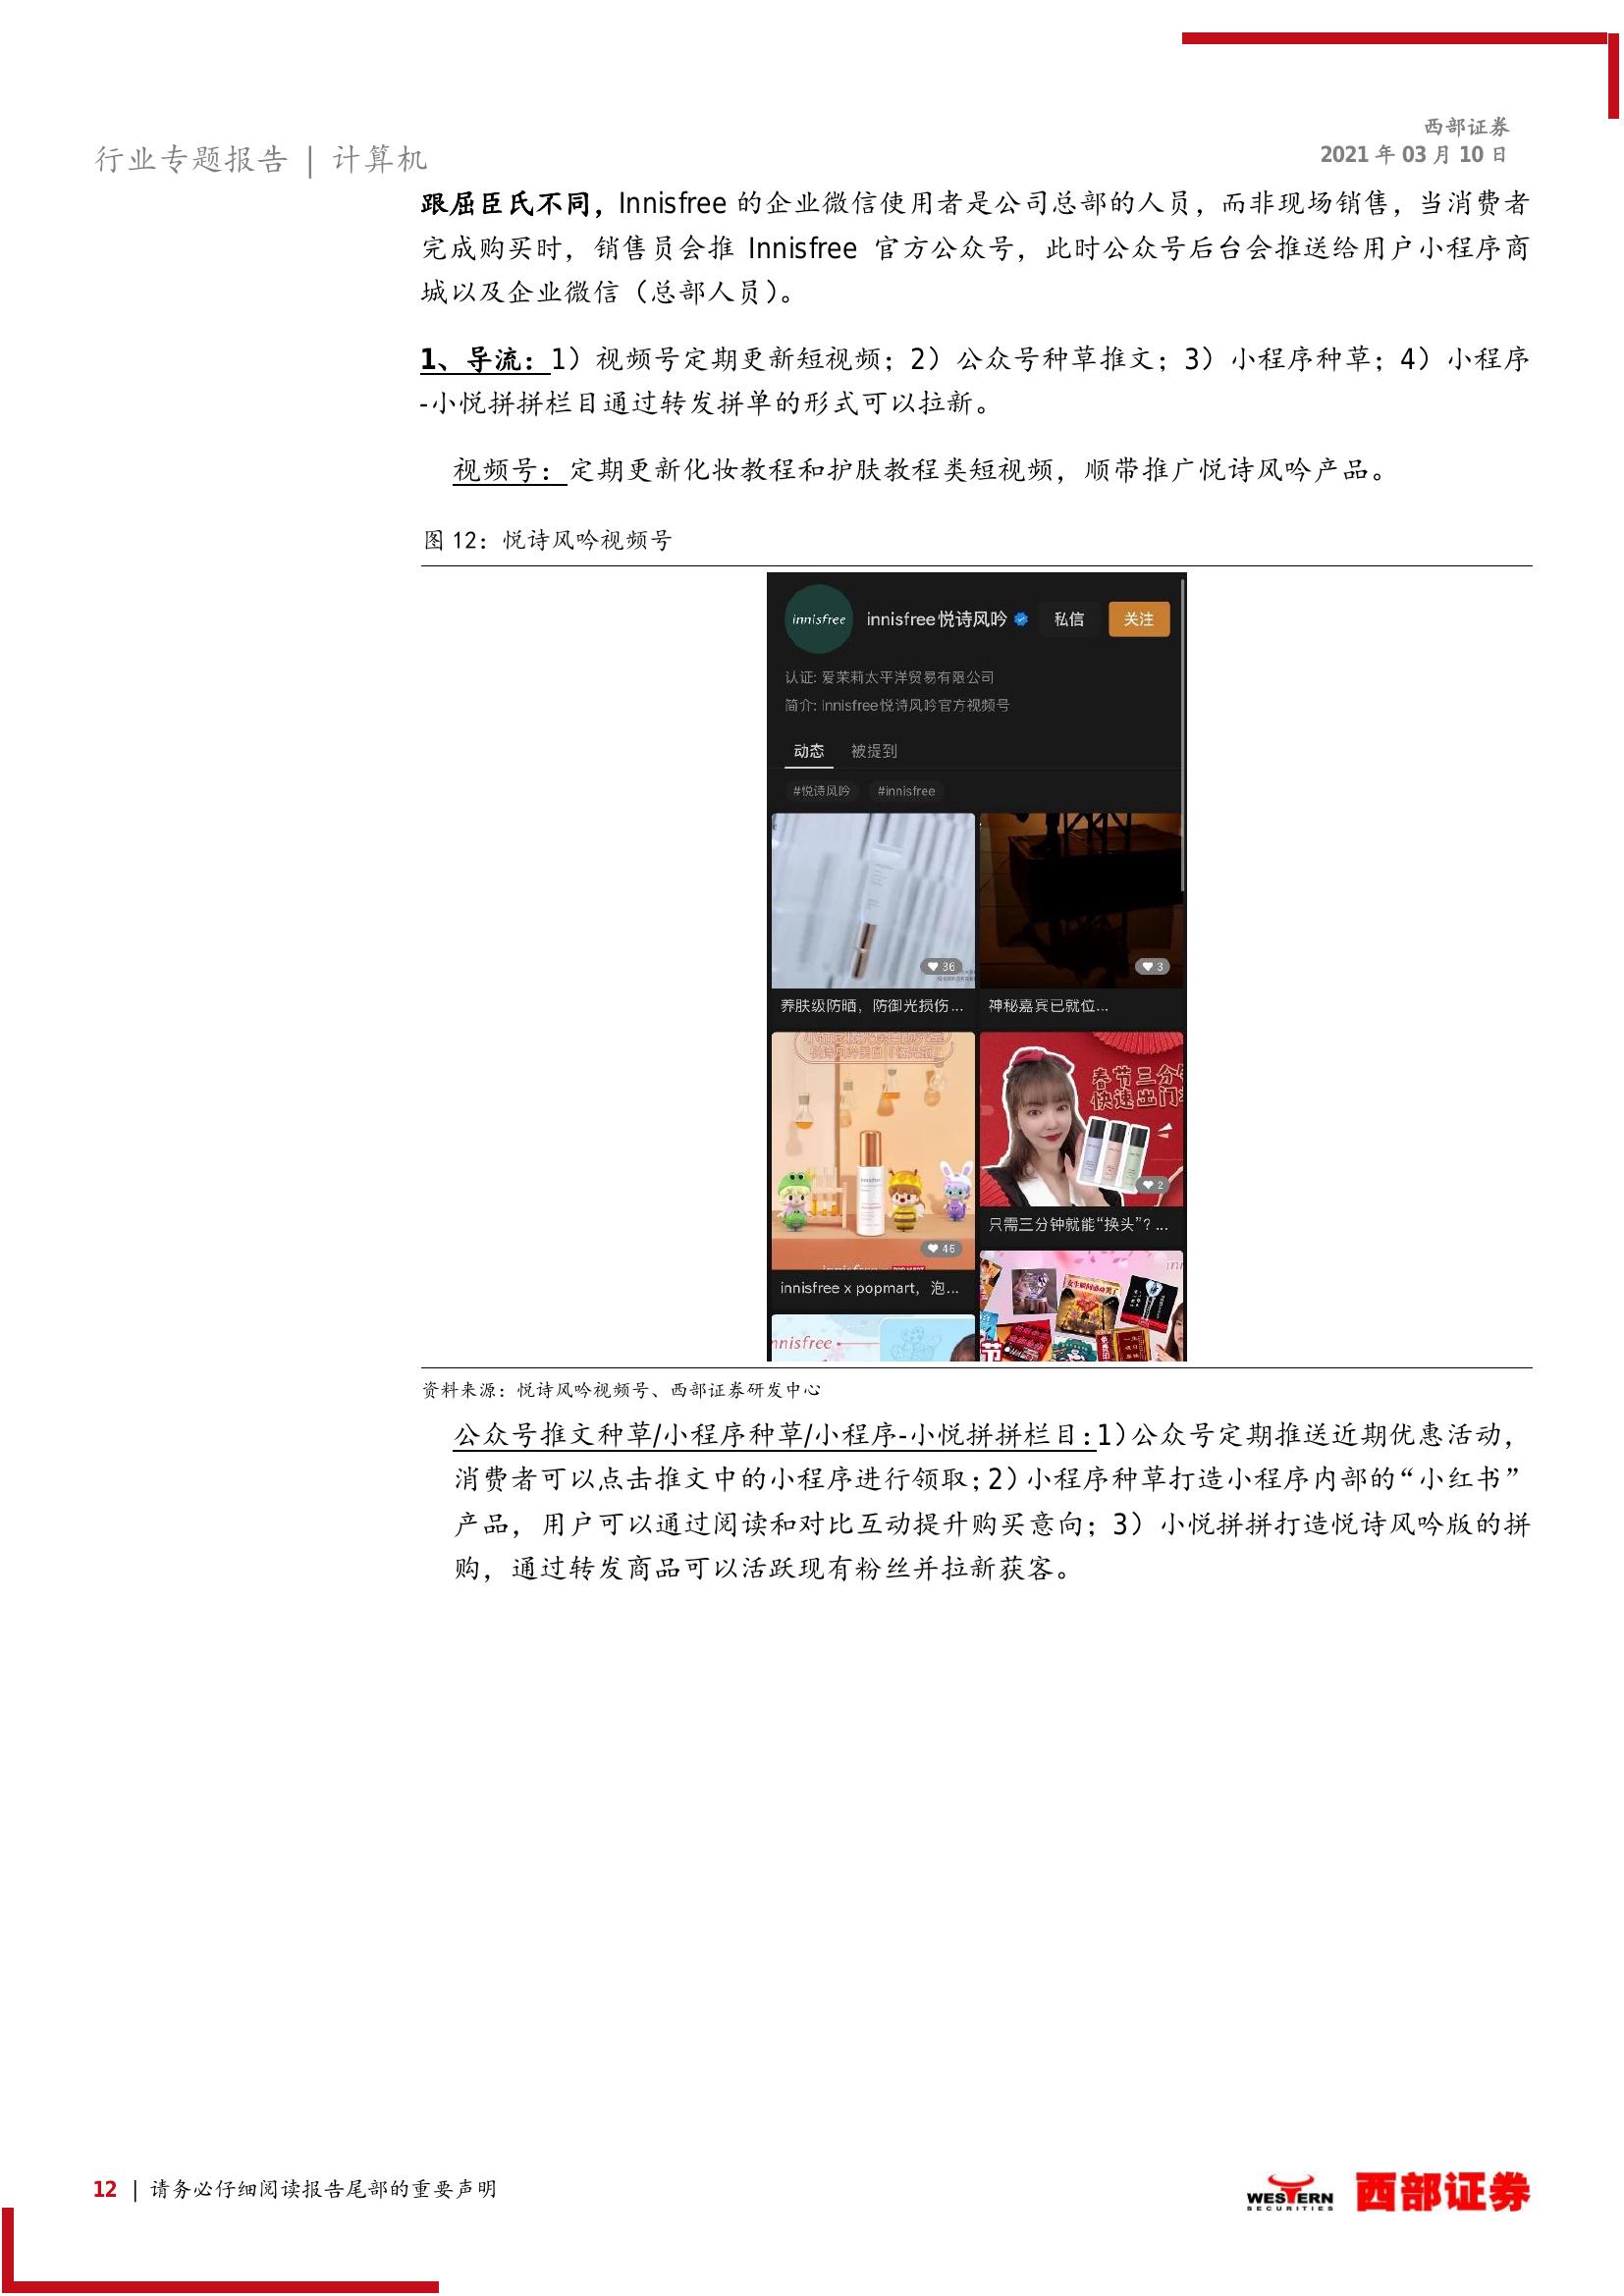 西部证券
2021 年 03 月 10 日
行业专题报告 | 计算机
跟屈臣氏不同，Innisfree 的企业微信使用者是公司总部的人员，而非现场销售，当消费者
完成购买时，销售员会推 Innisfree 官方公众号，此时公众号后台会推送给用户小程序商
城以及企业微信（总部人员）。
1、导流：1）视频号定期更新短视频；2）公众号种草推文；3）小程序种草；4）小程序
-小悦拼拼栏目通过转发拼单的形式可以拉新。
视频号：定期更新化妆教程和护肤教程类短视频，顺带推广悦诗风吟产品。
图 12：悦诗风吟视频号
innisfree
innisfree悦诗风吟
私信
关注
认证: 爱茉莉太平洋贸易有限公司
简介: innisfree悦诗风吟官方视频号
动态
被提到
#悦诗风吟
#innisfree
36
3
养肤级防晒，防御光损伤...
神秘嘉宾已就位...
春节三分
快速出门
2
只需三分钟就能“换头”？...
46
innisfree x popmart，泡...
nnisfree
节
资料来源：悦诗风吟视频号、西部证券研发中心
公众号推文种草/小程序种草/小程序-小悦拼拼栏目：1）公众号定期推送近期优惠活动，
消费者可以点击推文中的小程序进行领取；2）小程序种草打造小程序内部的“小红书”
产品，用户可以通过阅读和对比互动提升购买意向；3）小悦拼拼打造悦诗风吟版的拼
购，通过转发商品可以活跃现有粉丝并拉新获客。
12 | 请务必仔细阅读报告尾部的重要声明
WESTERN
SECURITIES
西部证券